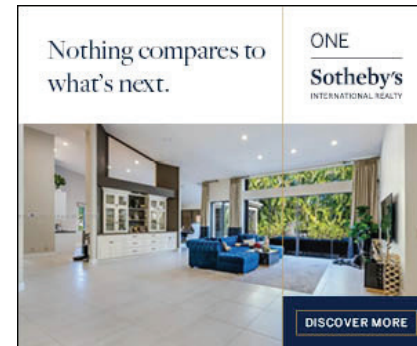 Nothing compares to
what's next.
ONE
Sotheby's
INTERNATIONAL REALTY
DISCOVER MORE